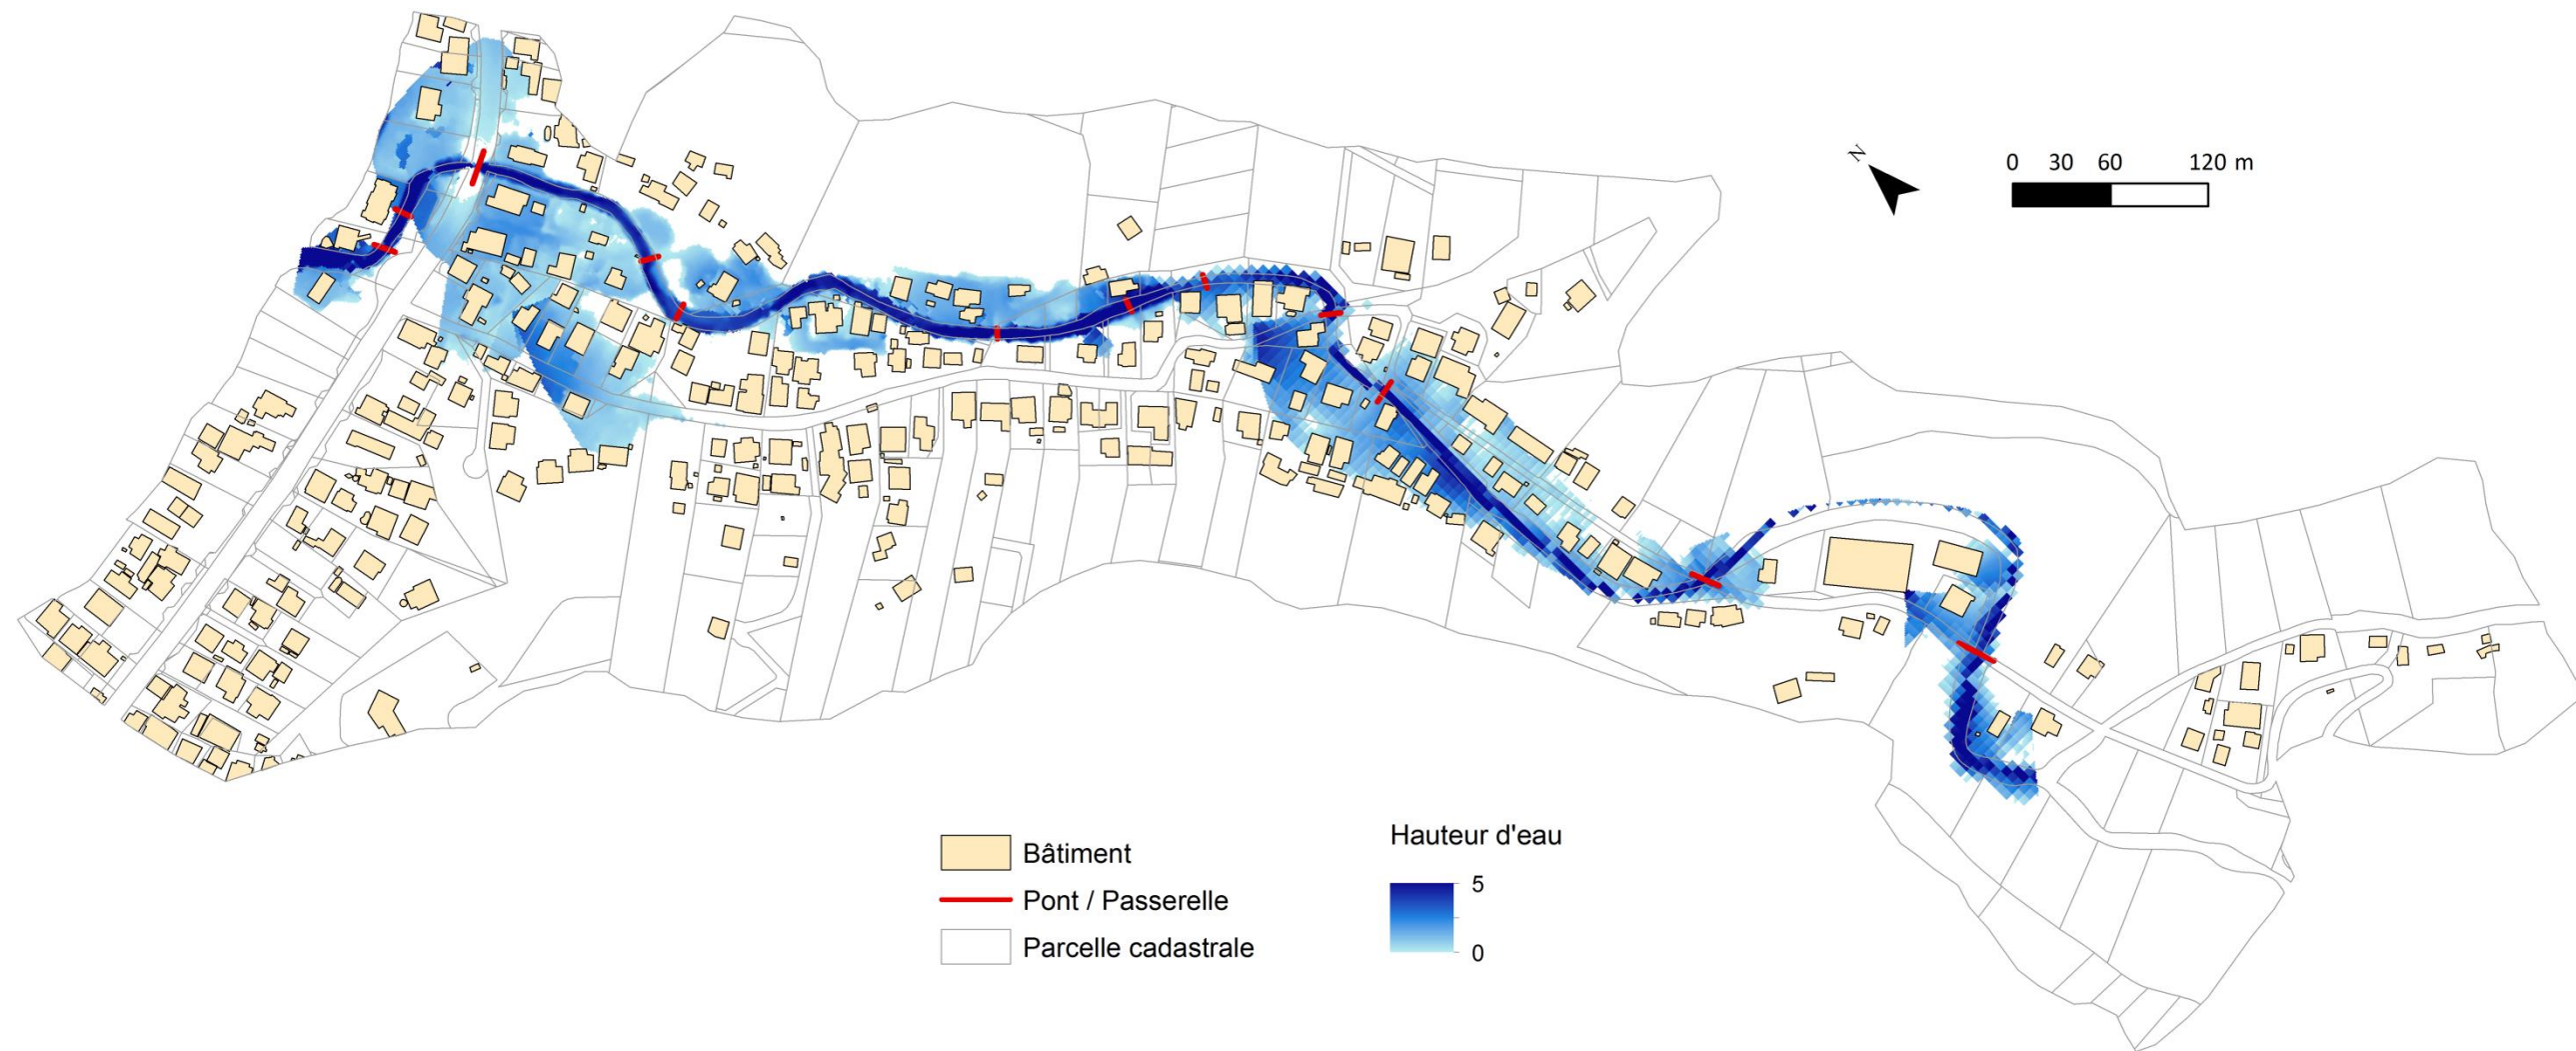 N
0 30 60 120 m
Hauteur d'eau
Bâtiment
Pont / Passerelle
Parcelle cadastrale
5
0